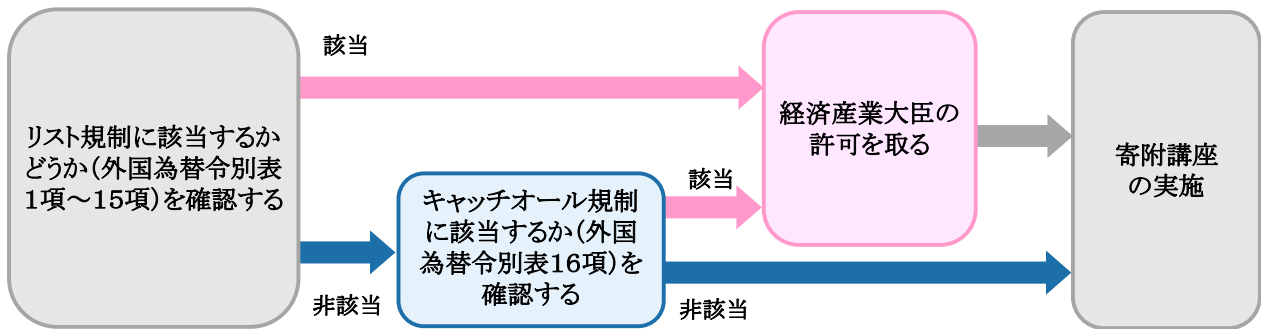 リスト規制に該当するか
どうか（外国為替令別表
1項～15項）を確認する
該当
非該当
キャッチオール規制
に該当するか（外国
為替令別表16項）を
確認する
該当
非該当
経済産業大臣の
許可を取る
寄附講座
の実施